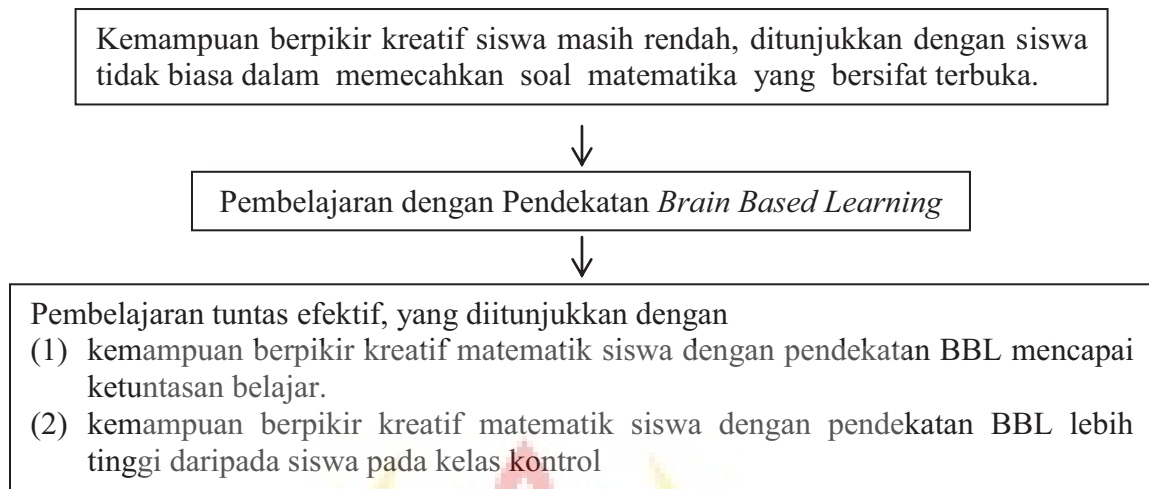 Kemampuan berpikir kreatif siswa masih rendah, ditunjukkan dengan siswa
tidak biasa dalam memecahkan soal matematika yang bersifat terbuka.
Pembelajaran dengan Pendekatan Brain Based Learning
Pembelajaran tuntas efektif, yang diitunjukkan dengan
(1) kemampuan berpikir kreatif matematik siswa dengan pendekatan BBL mencapai
ketuntasan belajar.
(2) kemampuan berpikir kreatif matematik siswa dengan pendekatan BBL lebih
tinggi daripada siswa pada kelas kontrol